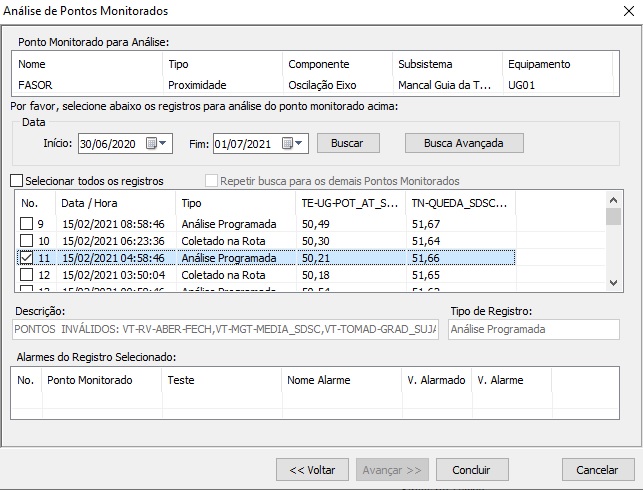 Análise de Pontos Monitorados
Ponto Monitorado para Análise:
Nome Tipo Componente Subsistema Equipamento
FASOR Proximidade Oscilação Eixo Mancal Guia da T... UG01
Por favor, selecione abaixo os registros para análise do ponto monitorado acima:
Data
Início: 30/06/2020 Fim: 01/07/2021 Buscar Busca Avançada
Selecionar todos os registros Repetir busca para os demais Pontos Monitorados
No. Data / Hora Tipo TE-UG-POT_AT_S... TN-QUEDA_SDSC...
9 15/02/2021 08:58:46 Análise Programada 50,49 51,67
10 15/02/2021 06:23:36 Coletado na Rota 50,30 51,64
11 15/02/2021 04:58:46 Análise Programada 50,21 51,66
12 15/02/2021 03:50:04 Coletado na Rota 50,18 51,65
Descrição: Tipo de Registro:
PONTOS INVÁLIDOS: VT-RV-ABER-FECH,VT-MGT-MEDIA_SDSC,VT-TOMAD-GRAD_SUJA Análise Programada
Alarmes do Registro Selecionado:
No. Ponto Monitorado Teste Nome Alarme V. Alarmado V. Alarme
<< Voltar Avançar >> Concluir Cancelar